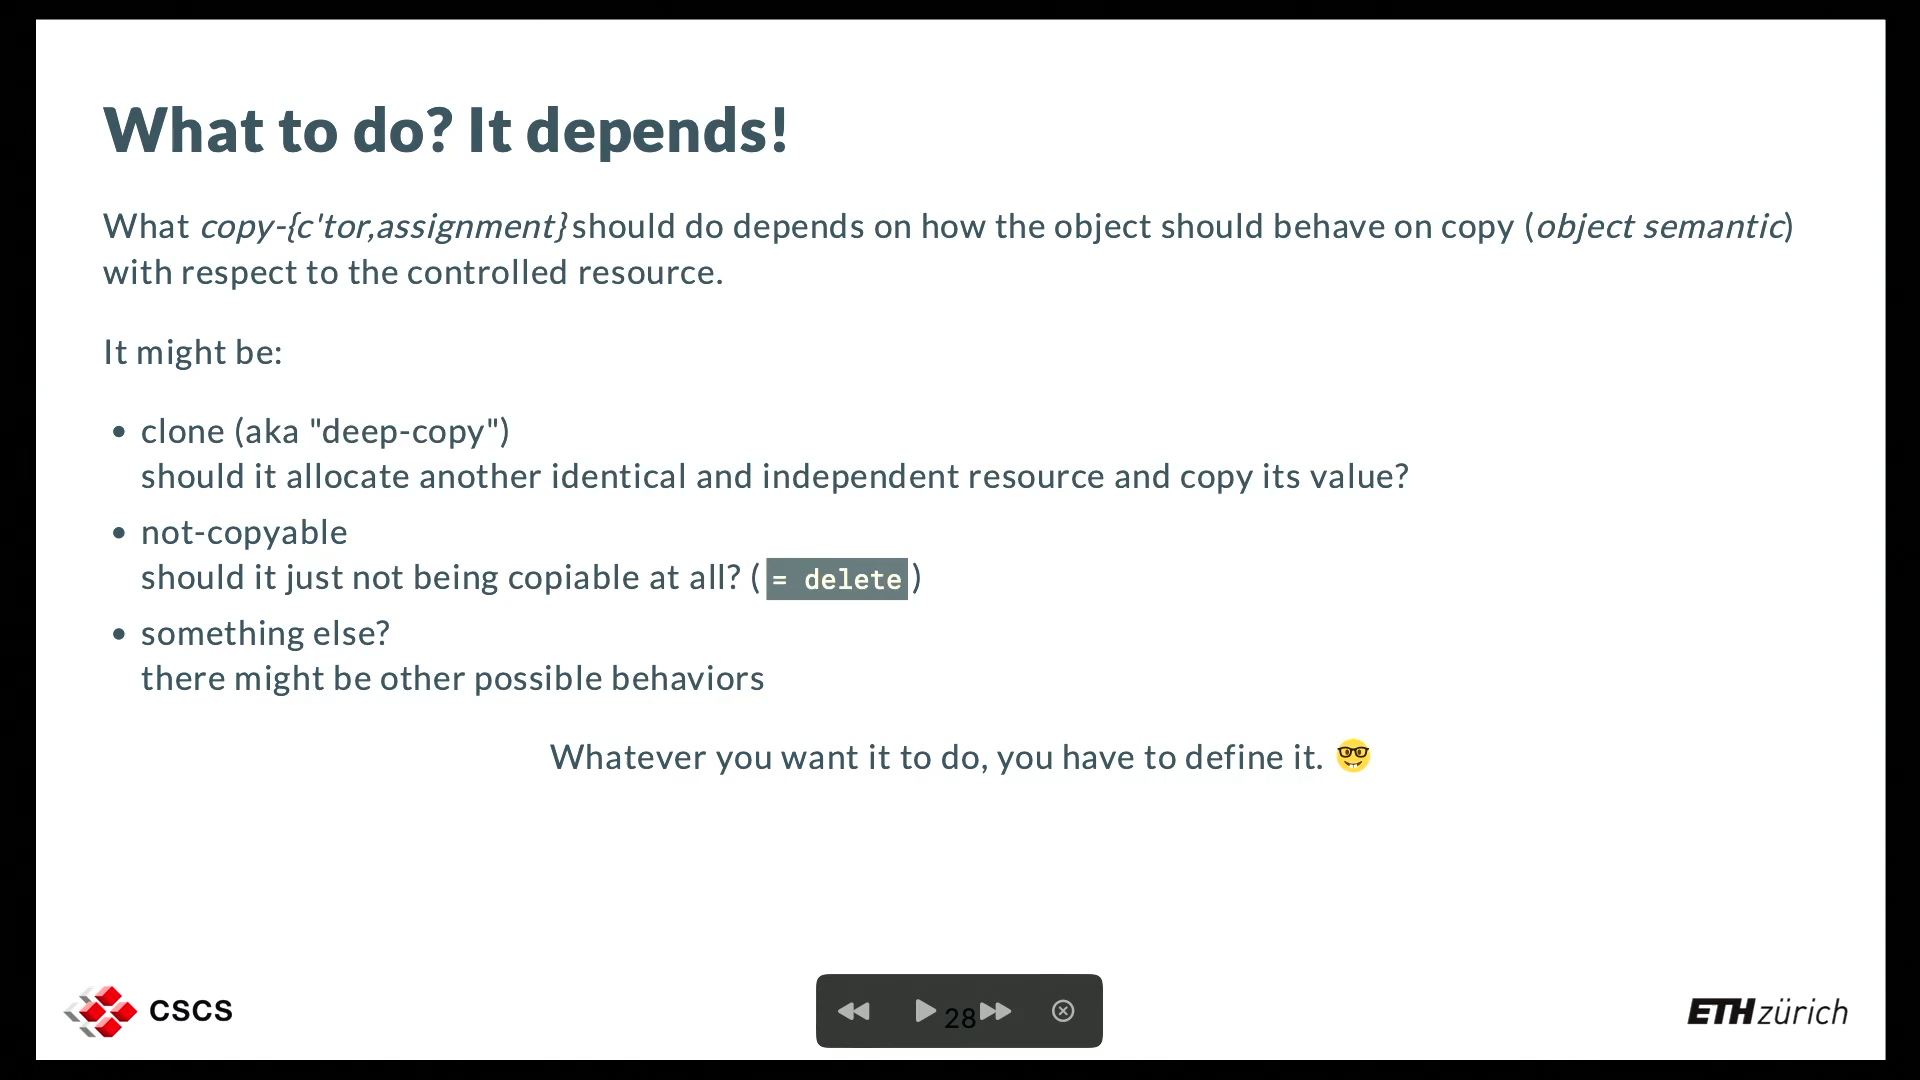 What to do? It depends!
What copy-{c'tor,assignment} should do depends on how the object should behave on copy (object semantic)
with respect to the controlled resource.
It might be:
• clone (aka "deep-copy")
should it allocate another identical and independent resource and copy its value?
• not-copyable
should it just not being copiable at all? ( = delete )
• something else?
there might be other possible behaviors
Whatever you want it to do, you have to define it. 🤓
CSCS
28
ETH zürich